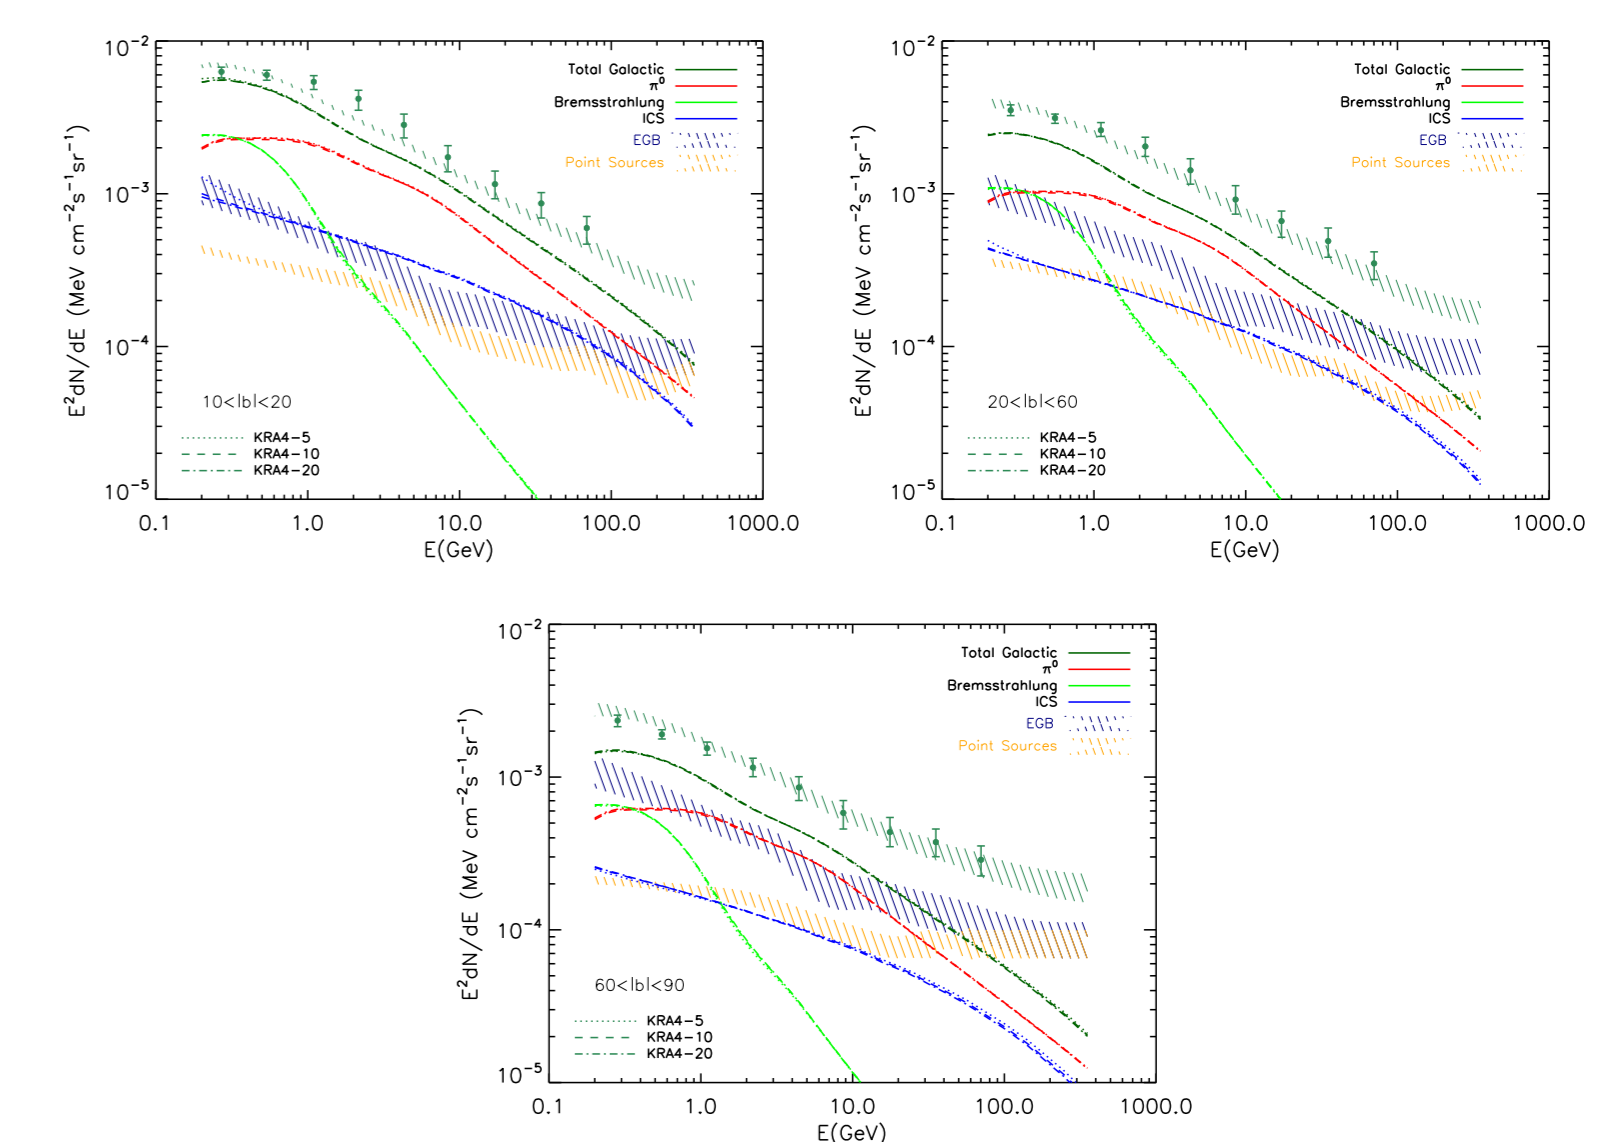 10⁻²
10⁻³
10⁻⁴
10⁻⁵
0.1 1.0 10.0 100.0 1000.0
E(GeV)
E²dN/dE (MeV cm⁻²s⁻¹sr⁻¹)
Total Galactic
π⁰
Bremsstrahlung
ICS
EGB
Point Sources
10<|b|<20
KRA4-5
KRA4-10
KRA4-20
10⁻²
10⁻³
10⁻⁴
10⁻⁵
0.1 1.0 10.0 100.0 1000.0
E(GeV)
E²dN/dE (MeV cm⁻²s⁻¹sr⁻¹)
Total Galactic
π⁰
Bremsstrahlung
ICS
EGB
Point Sources
20<|b|<60
KRA4-5
KRA4-10
KRA4-20
10⁻²
10⁻³
10⁻⁴
10⁻⁵
0.1 1.0 10.0 100.0 1000.0
E(GeV)
E²dN/dE (MeV cm⁻²s⁻¹sr⁻¹)
Total Galactic
π⁰
Bremsstrahlung
ICS
EGB
Point Sources
60<|b|<90
KRA4-5
KRA4-10
KRA4-20